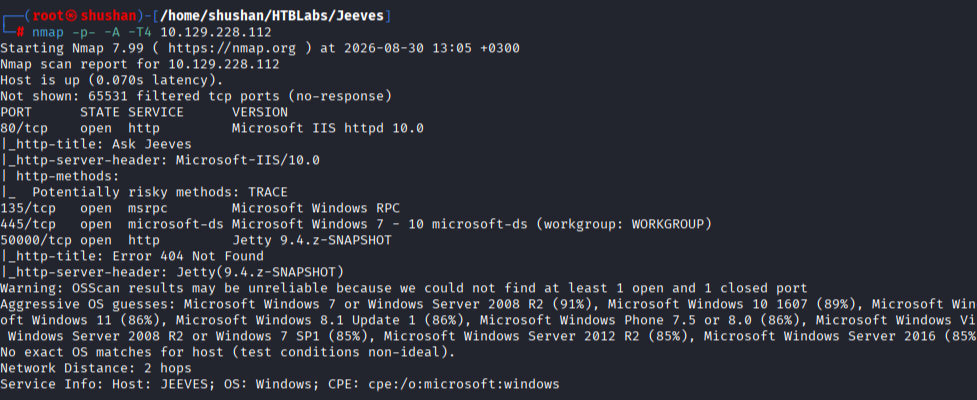 ┌──(root㉿shushan)-[/home/shushan/HTBLabs/Jeeves]
└─# nmap -p- -A -T4 10.129.228.112
Starting Nmap 7.99 ( https://nmap.org ) at 2026-08-30 13:05 +0300
Nmap scan report for 10.129.228.112
Host is up (0.070s latency).
Not shown: 65531 filtered tcp ports (no-response)
PORT      STATE SERVICE      VERSION
80/tcp    open  http         Microsoft IIS httpd 10.0
|_http-title: Ask Jeeves
|_http-server-header: Microsoft-IIS/10.0
| http-methods:
|_  Potentially risky methods: TRACE
135/tcp   open  msrpc        Microsoft Windows RPC
445/tcp   open  microsoft-ds Microsoft Windows 7 - 10 microsoft-ds (workgroup: WORKGROUP)
50000/tcp open  http         Jetty 9.4.z-SNAPSHOT
|_http-title: Error 404 Not Found
|_http-server-header: Jetty(9.4.z-SNAPSHOT)
Warning: OSScan results may be unreliable because we could not find at least 1 open and 1 closed port
Aggressive OS guesses: Microsoft Windows 7 or Windows Server 2008 R2 (91%), Microsoft Windows 10 1607 (89%), Microsoft Win
oft Windows 11 (86%), Microsoft Windows 8.1 Update 1 (86%), Microsoft Windows Phone 7.5 or 8.0 (86%), Microsoft Windows Vi
Windows Server 2008 R2 or Windows 7 SP1 (85%), Microsoft Windows Server 2012 R2 (85%), Microsoft Windows Server 2016 (85%
No exact OS matches for host (test conditions non-ideal).
Network Distance: 2 hops
Service Info: Host: JEEVES; OS: Windows; CPE: cpe:/o:microsoft:windows